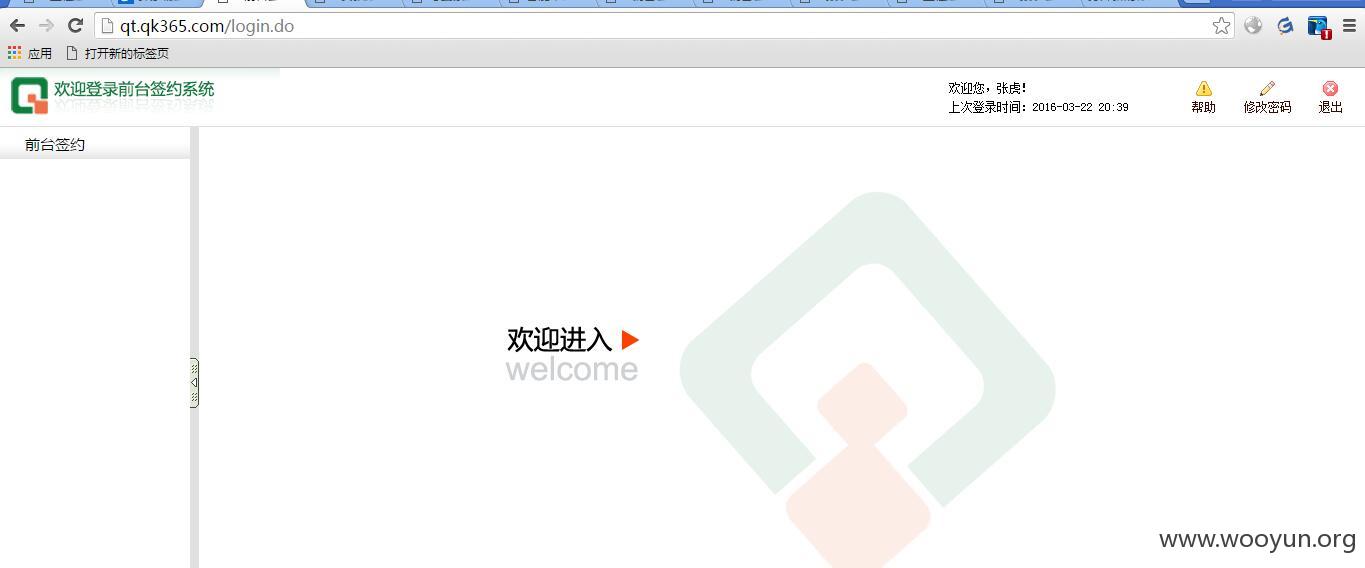 qt.qk365.com/login.do
应用 打开新的标签页
欢迎登录前台签约系统
欢迎您，张虎！
上次登录时间：2016-03-22 20:39
帮助 修改密码 退出
前台签约
欢迎进入
welcome
www.wooyun.org